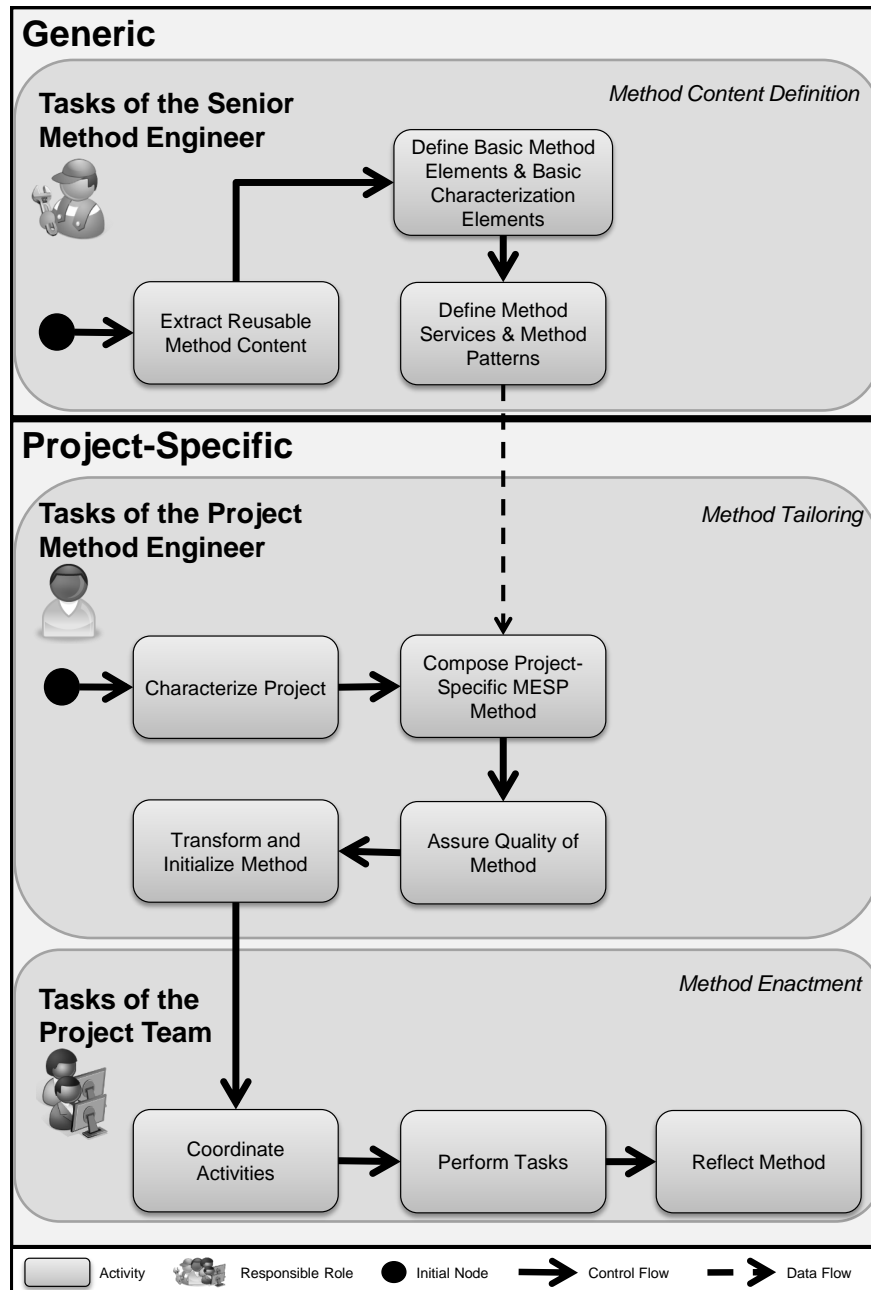 Generic
Tasks of the Senior
Method Engineer
Method Content Definition
Define Basic Method
Elements & Basic
Characterization
Elements
Extract Reusable
Method Content
Define Method
Services & Method
Patterns
Project-Specific
Tasks of the Project
Method Engineer
Method Tailoring
Characterize Project
Compose Project-
Specific MESP
Method
Transform and
Initialize Method
Assure Quality of
Method
Tasks of the
Project Team
Method Enactment
Coordinate
Activities
Perform Tasks
Reflect Method
Activity
Responsible Role
Initial Node
Control Flow
Data Flow